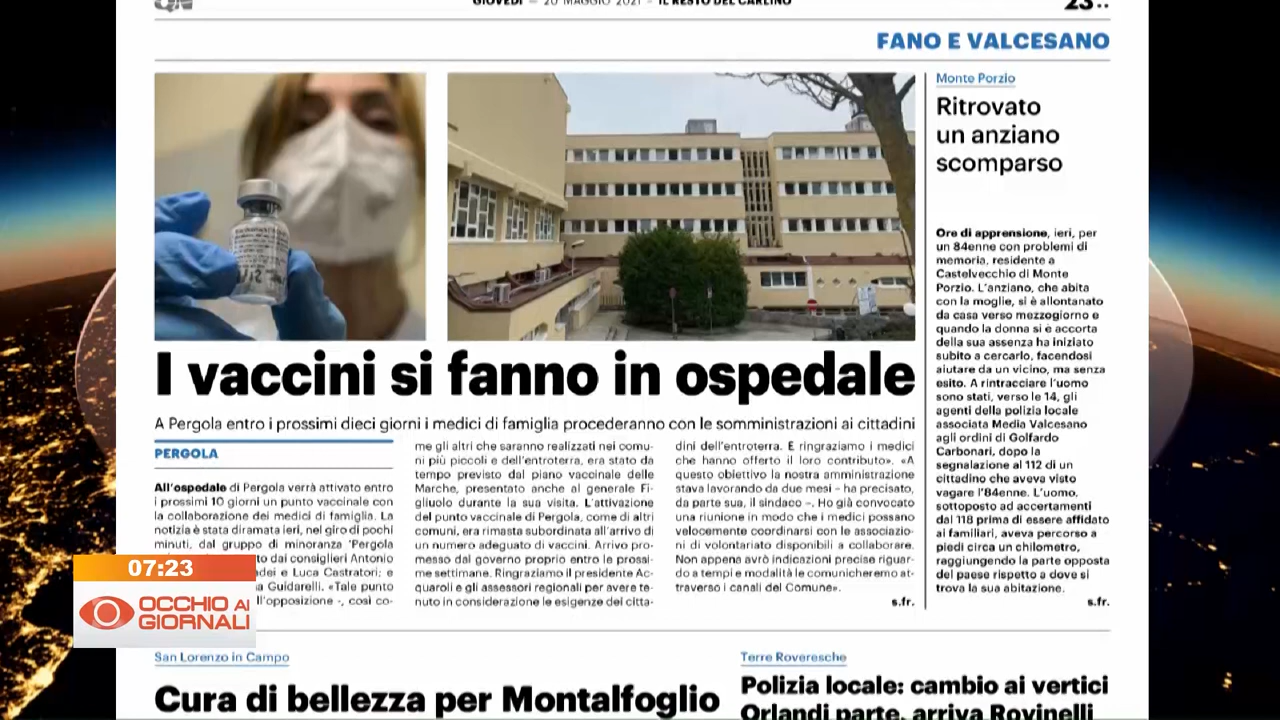 GIOVEDÌ — 20 MAGGIO 2021 – IL RESTO DEL CARLINO
23
FANO E VALCESANO
I vaccini si fanno in ospedale
A Pergola entro i prossimi dieci giorni i medici di famiglia procederanno con le somministrazioni ai cittadini
PERGOLA
All'ospedale di Pergola verrà attivato entro
i prossimi 10 giorni un punto vaccinale con
la collaborazione dei medici di famiglia. La
notizia è stata diramata ieri, nel giro di pochi
minuti, dal gruppo di minoranza 'Pergola
to dai consiglieri Antonio
dei e Luca Castratori; e
a Guidarelli. «Tale punto
l'opposizione -, così co-
me gli altri che saranno realizzati nei comu-
ni più piccoli e dell'entroterra, era stato da
tempo previsto dal piano vaccinale delle
Marche, presentato anche al generale Fi-
gliuolo durante la sua visita. L'attivazione
del punto vaccinale di Pergola, come di altri
comuni, era rimasta subordinata all'arrivo di
un numero adeguato di vaccini. Arrivo pro-
messo dal governo proprio entro le prossi-
me settimane. Ringraziamo il presidente Ac-
quaroli e gli assessori regionali per avere te-
nuto in considerazione le esigenze dei citta-
dini dell'entroterra. E ringraziamo i medici
che hanno offerto il loro contributo». «A
questo obiettivo la nostra amministrazione
stava lavorando da due mesi – ha precisato,
da parte sua, il sindaco –. Ho già convocato
una riunione in modo che i medici possano
velocemente coordinarsi con le associazio-
ni di volontariato disponibili a collaborare.
Non appena avrò indicazioni precise riguar-
do a tempi e modalità le comunicheremo at-
traverso i canali del Comune».
s.fr.
Monte Porzio
Ritrovato
un anziano
scomparso
Ore di apprensione, ieri, per
un 84enne con problemi di
memoria, residente a
Castelvecchio di Monte
Porzio. L'anziano, che abita
con la moglie, si è allontanato
da casa verso mezzogiorno e
quando la donna si è accorta
della sua assenza ha iniziato
subito a cercarlo, facendosi
aiutare da un vicino, ma senza
esito. A rintracciare l'uomo
sono stati, verso le 14, gli
agenti della polizia locale
associata Media Valcesano
agli ordini di Golfardo
Carbonari, dopo la
segnalazione al 112 di un
cittadino che aveva visto
vagare l'84enne. L'uomo,
sottoposto ad accertamenti
dal 118 prima di essere affidato
ai familiari, aveva percorso a
piedi circa un chilometro,
raggiungendo la parte opposta
del paese rispetto a dove si
trova la sua abitazione.
s.fr.
07:23
OCCHIO AI
GIORNALI
San Lorenzo in Campo
Cura di bellezza per Montalfoglio
Terre Roveresche
Polizia locale: cambio ai vertici
Orlandi parte, arriva Rovinelli